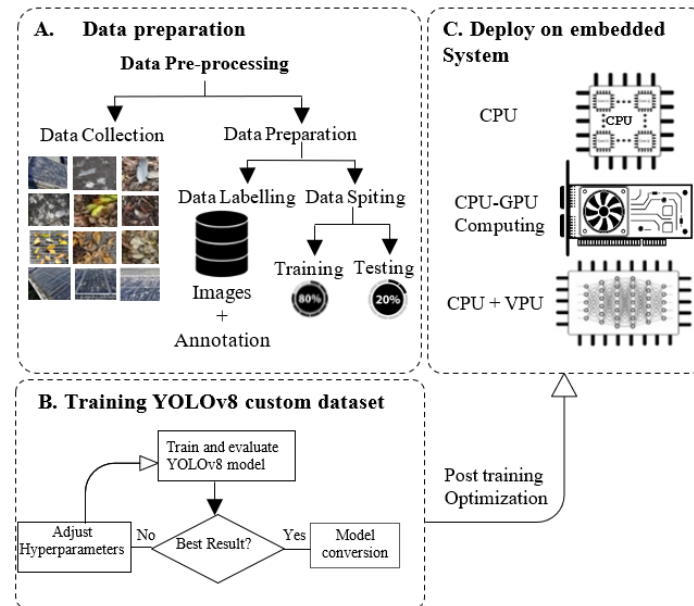 A. Data preparation
Data Pre-processing
Data Collection
Data Preparation
Data Labelling
Data Spiting
Training
Testing
80%
20%
Images
+
Annotation
B. Training YOLOv8 custom dataset
Train and evaluate
YOLOv8 model
Adjust
Hyperparameters
No
Best Result?
Yes
Model
conversion
Post training
Optimization
C. Deploy on embedded
System
CPU
CPU
CPU-GPU
Computing
CPU + VPU